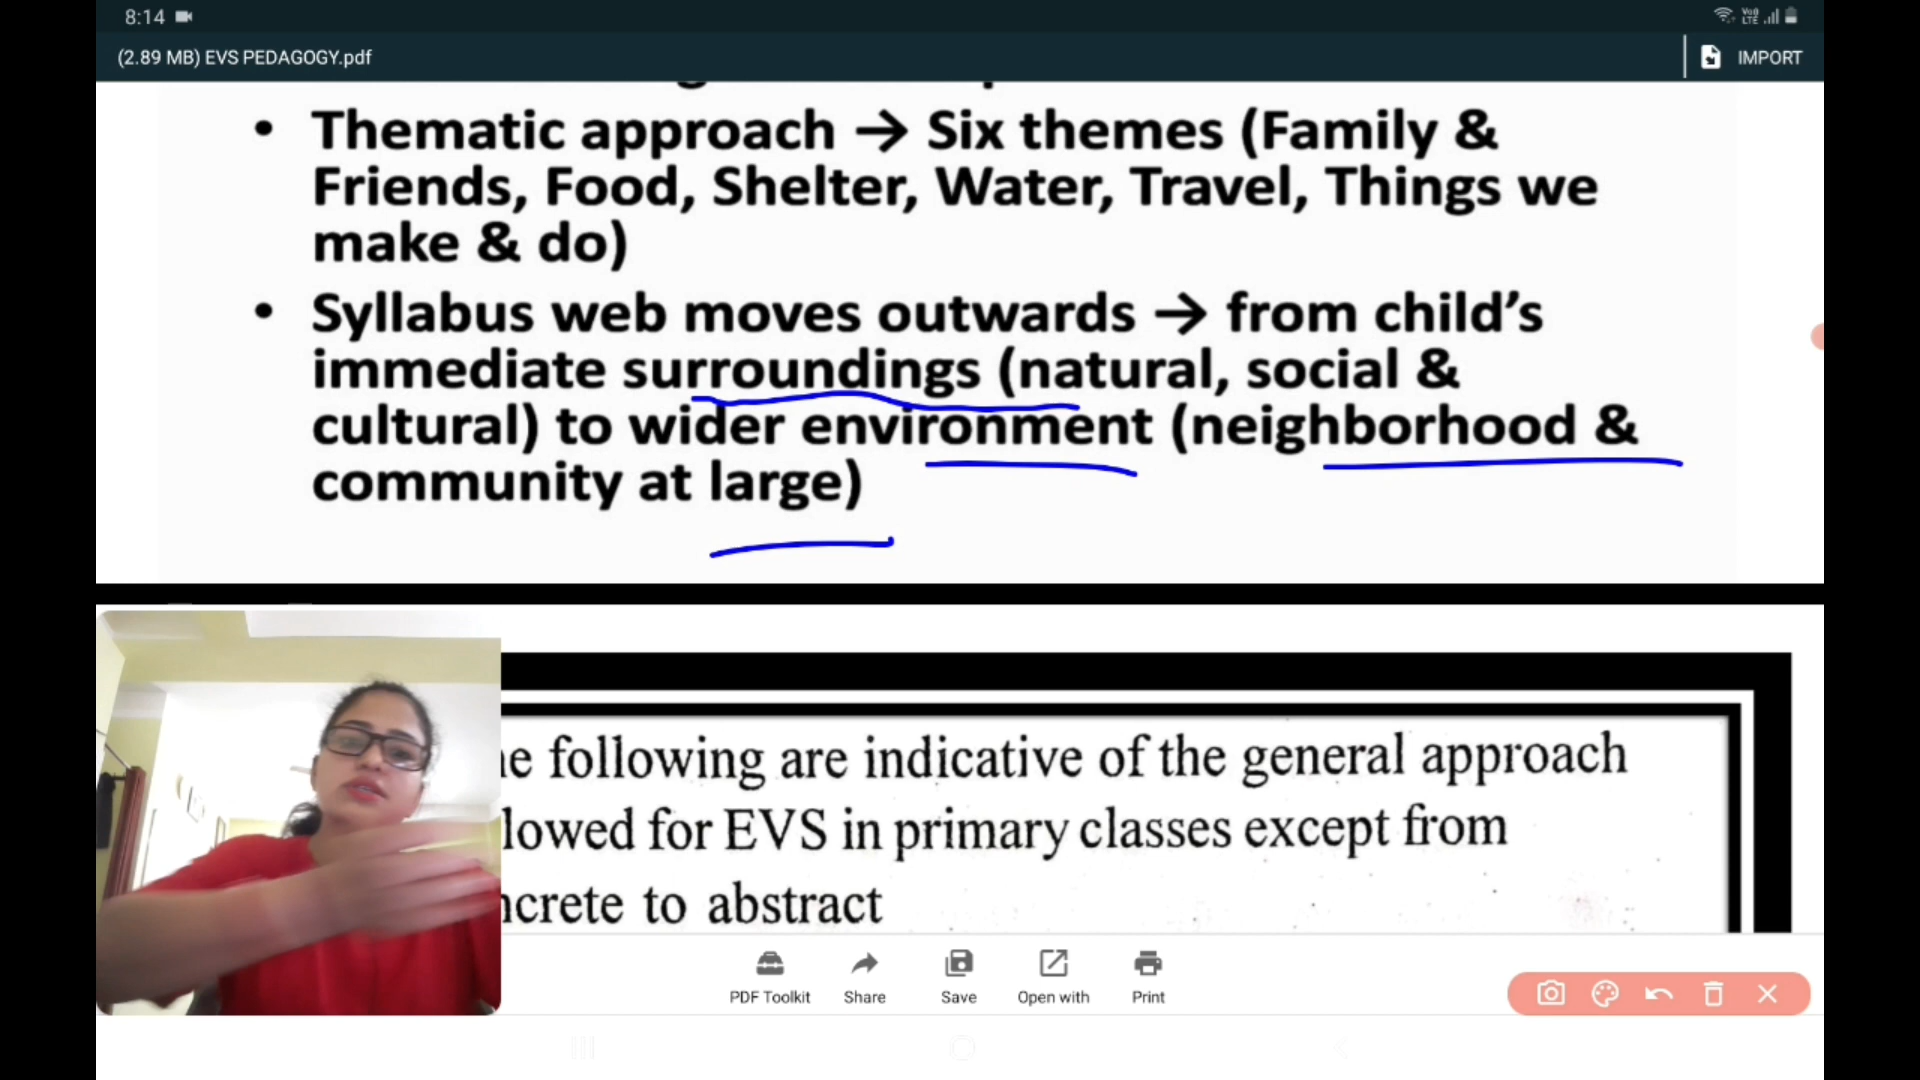 8:14
(2.89 MB) EVS PEDAGOGY.pdf
IMPORT
• Thematic approach → Six themes (Family &
Friends, Food, Shelter, Water, Travel, Things we
make & do)
• Syllabus web moves outwards → from child's
immediate surroundings (natural, social &
cultural) to wider environment (neighborhood &
community at large)
following are indicative of the general approach
lowed for EVS in primary classes except from
ncrete to abstract
PDF Toolkit
Share
Save
Open with
Print